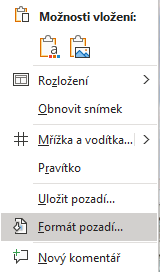 Možnosti vložení:
Rozložení
Obnovit snímek
Mřížka a vodítka...
Pravítko
Uložit pozadí...
Formát pozadí...
Nový komentář